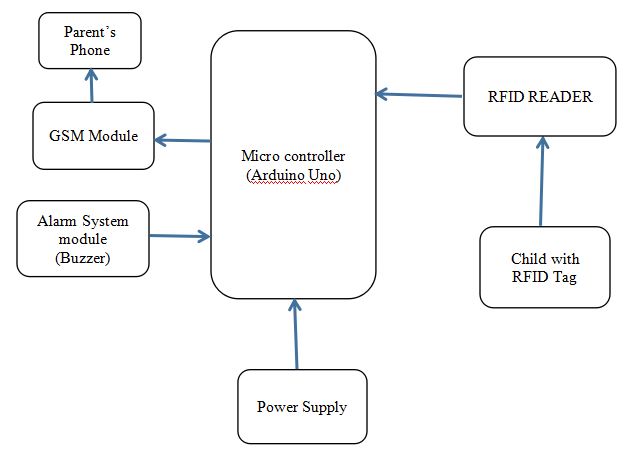 Parent’s
Phone
GSM Module
Alarm System
module
(Buzzer)
Micro controller
(Arduino Uno)
RFID READER
Child with
RFID Tag
Power Supply